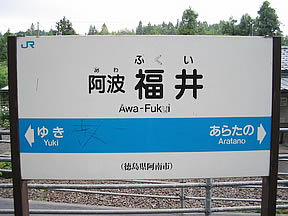 JR
あわ ふくい
阿波 福井
Awa-Fukui
ゆき あらたの
Yuki Aratano
(徳島県阿南市)